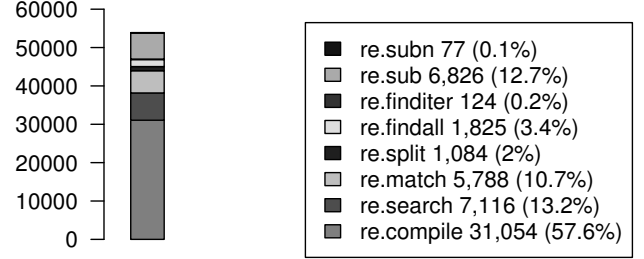 60000
50000
40000
30000
20000
10000
0
re.subn 77 (0.1%)
re.sub 6,826 (12.7%)
re.finditer 124 (0.2%)
re.findall 1,825 (3.4%)
re.split 1,084 (2%)
re.match 5,788 (10.7%)
re.search 7,116 (13.2%)
re.compile 31,054 (57.6%)